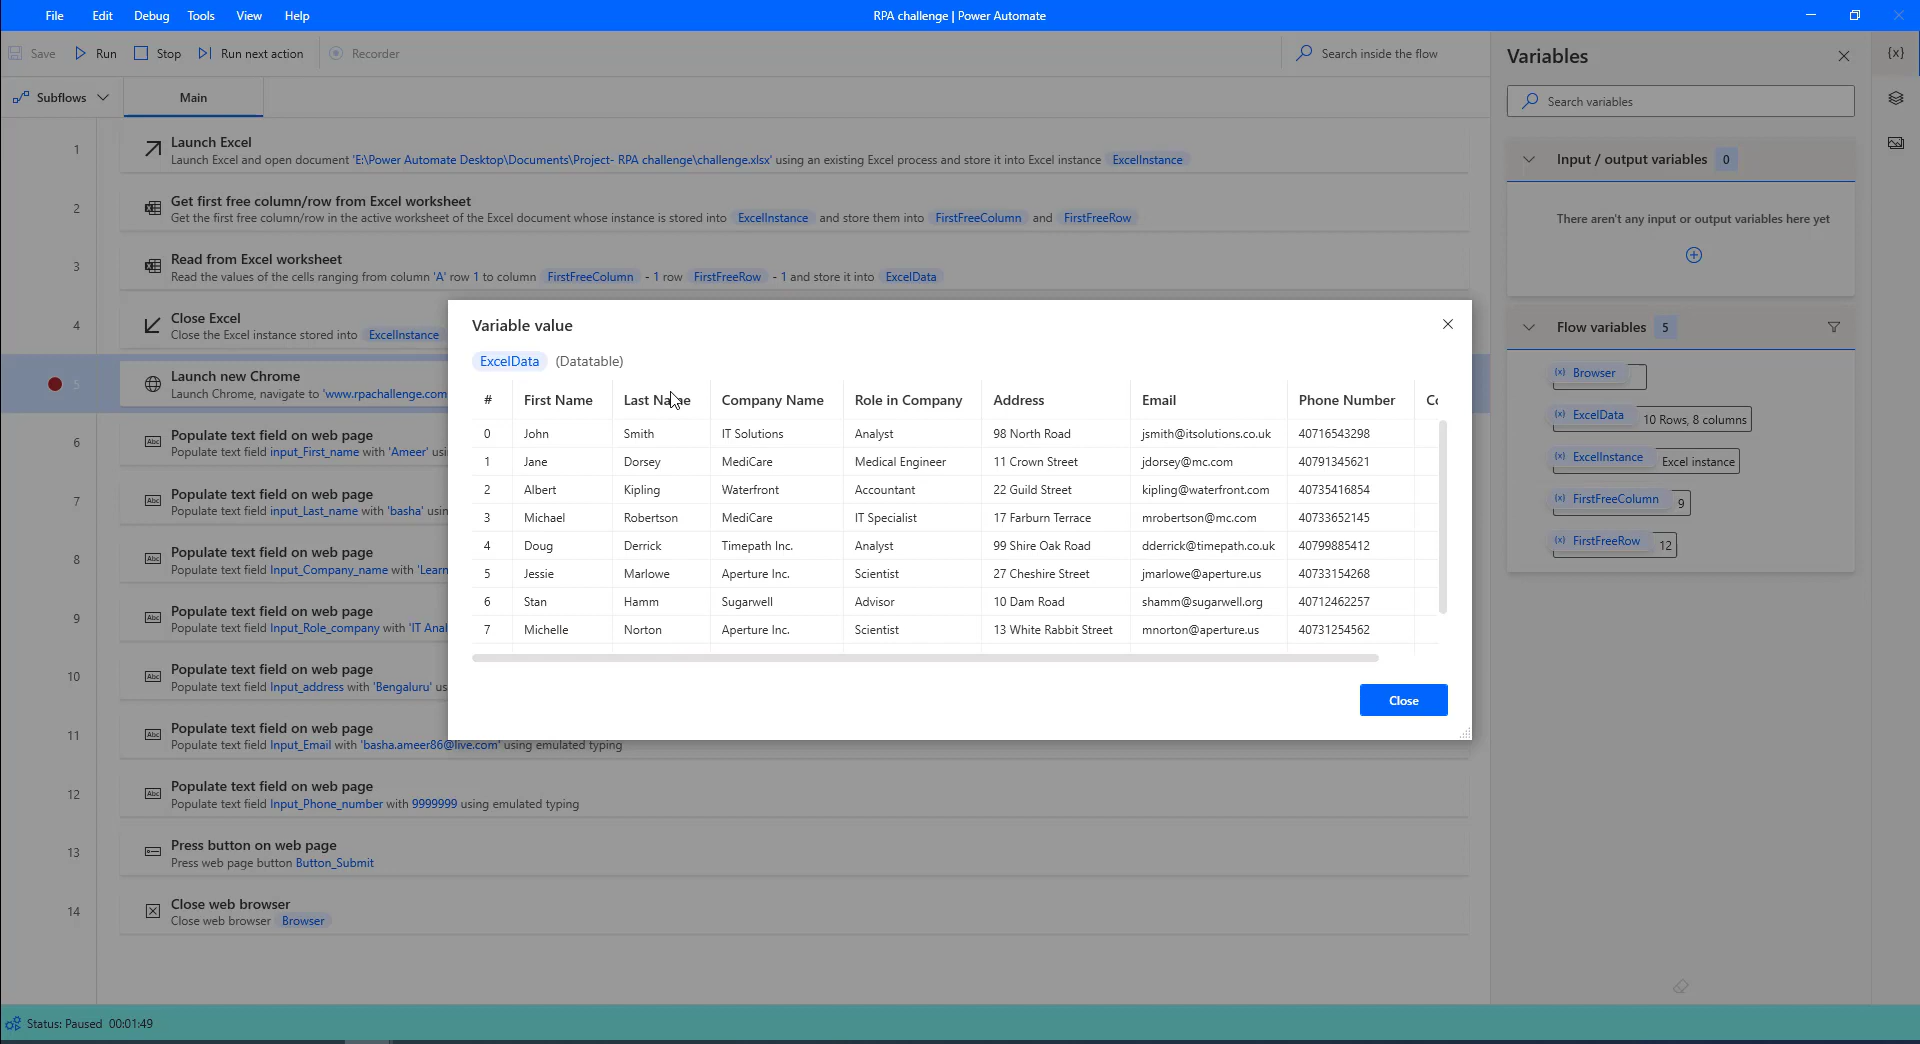 File Edit Debug Tools View Help RPA challenge | Power Automate
Save Run Stop Run next action Recorder Search inside the flow
Subflows Main
1 Launch Excel
Launch Excel and open document 'E:\Power Automate Desktop\Documents\Project- RPA challenge\challenge.xlsx' using an existing Excel process and store it into Excel instance ExcelInstance
2 Get first free column/row from Excel worksheet
Get the first free column/row in the active worksheet of the Excel document whose instance is stored into ExcelInstance and store them into FirstFreeColumn and FirstFreeRow
3 Read from Excel worksheet
Read the values of the cells ranging from column 'A' row 1 to column FirstFreeColumn - 1 row FirstFreeRow - 1 and store it into ExcelData
4 Close Excel
Close the Excel instance stored into ExcelInstance
5 Launch new Chrome
Launch Chrome, navigate to 'www.rpachallenge.com
6 Populate text field on web page
Populate text field input_First_name with 'Ameer' usi
7 Populate text field on web page
Populate text field input_Last_name with 'basha' usin
8 Populate text field on web page
Populate text field Input_Company_name with 'Learn
9 Populate text field on web page
Populate text field Input_Role_company with 'IT Anal
10 Populate text field on web page
Populate text field Input_address with 'Bengaluru' us
11 Populate text field on web page
Populate text field Input_Email with 'basha.ameer86@live.com' using emulated typing
12 Populate text field on web page
Populate text field Input_Phone_number with 9999999 using emulated typing
13 Press button on web page
Press web page button Button_Submit
14 Close web browser
Close web browser Browser
Variable value
ExcelData (Datatable)
# First Name Last Name Company Name Role in Company Address Email Phone Number Co
0 John Smith IT Solutions Analyst 98 North Road jsmith@itsolutions.co.uk 40716543298
1 Jane Dorsey MediCare Medical Engineer 11 Crown Street jdorsey@mc.com 40791345621
2 Albert Kipling Waterfront Accountant 22 Guild Street kipling@waterfront.com 40735416854
3 Michael Robertson MediCare IT Specialist 17 Farburn Terrace mrobertson@mc.com 40733652145
4 Doug Derrick Timepath Inc. Analyst 99 Shire Oak Road dderrick@timepath.co.uk 40799885412
5 Jessie Marlowe Aperture Inc. Scientist 27 Cheshire Street jmarlowe@aperture.us 40733154268
6 Stan Hamm Sugarwell Advisor 10 Dam Road shamm@sugarwell.org 40712462257
7 Michelle Norton Aperture Inc. Scientist 13 White Rabbit Street mnorton@aperture.us 40731254562
Close
Variables
{x}
Search variables
Input / output variables 0
There aren't any input or output variables here yet
Flow variables 5
(x) Browser
(x) ExcelData 10 Rows, 8 columns
(x) ExcelInstance Excel instance
(x) FirstFreeColumn 9
(x) FirstFreeRow 12
Status: Paused 00:01:49